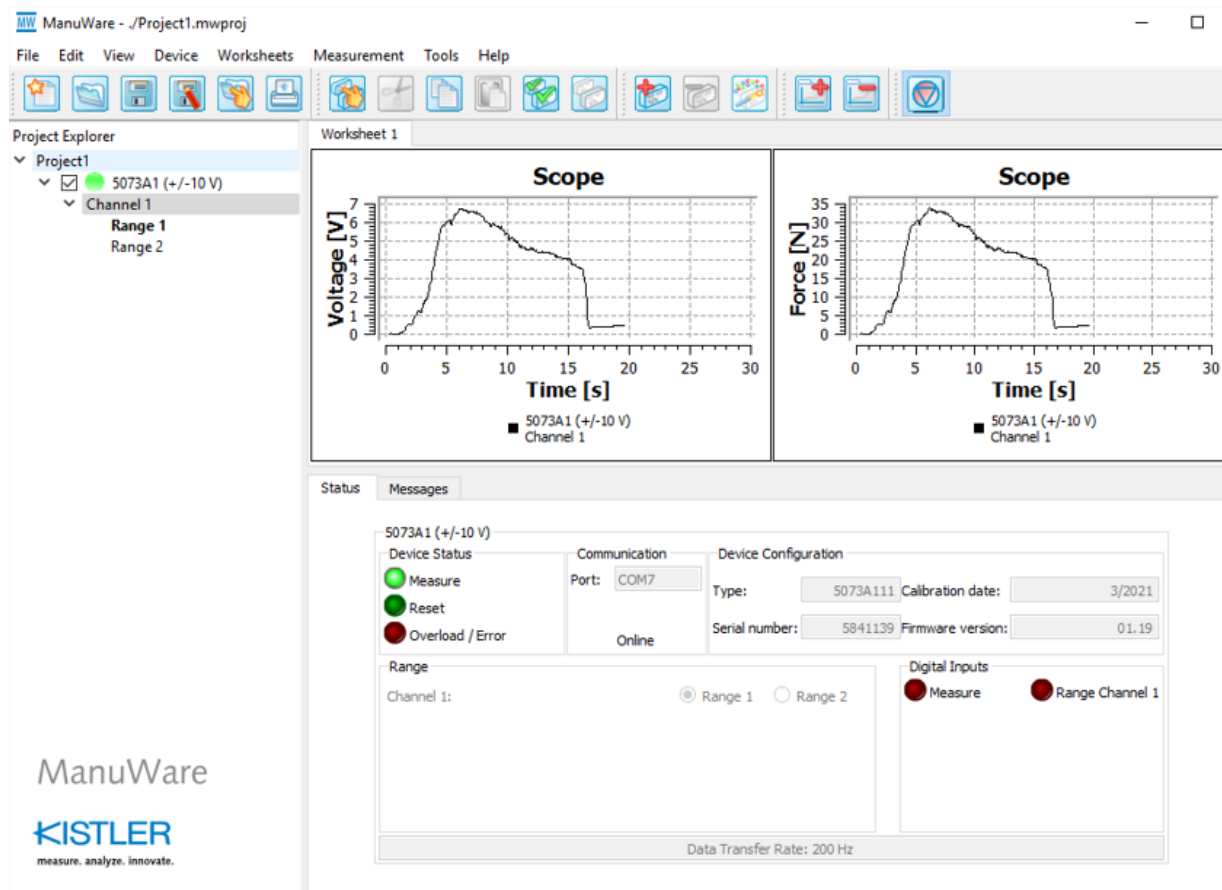 MW ManuWare - ./Project1.mwproj
File Edit View Device Worksheets Measurement Tools Help
Project Explorer
Project1
5073A1 (+/-10 V)
Channel 1
Range 1
Range 2
Worksheet 1
Scope
Voltage [V]
7
6
5
4
3
2
1
0
0 5 10 15 20 25 30
Time [s]
5073A1 (+/-10 V)
Channel 1
Scope
Force [N]
35
30
25
20
15
10
5
0
0 5 10 15 20 25 30
Time [s]
5073A1 (+/-10 V)
Channel 1
Status Messages
5073A1 (+/-10 V)
Device Status
Measure
Reset
Overload / Error
Communication
Port: COM7
Online
Device Configuration
Type: 5073A111 Calibration date: 3/2021
Serial number: 5841139 Firmware version: 01.19
Range
Channel 1: Range 1 Range 2
Digital Inputs
Measure Range Channel 1
Data Transfer Rate: 200 Hz
ManuWare
KISTLER
measure. analyze. innovate.